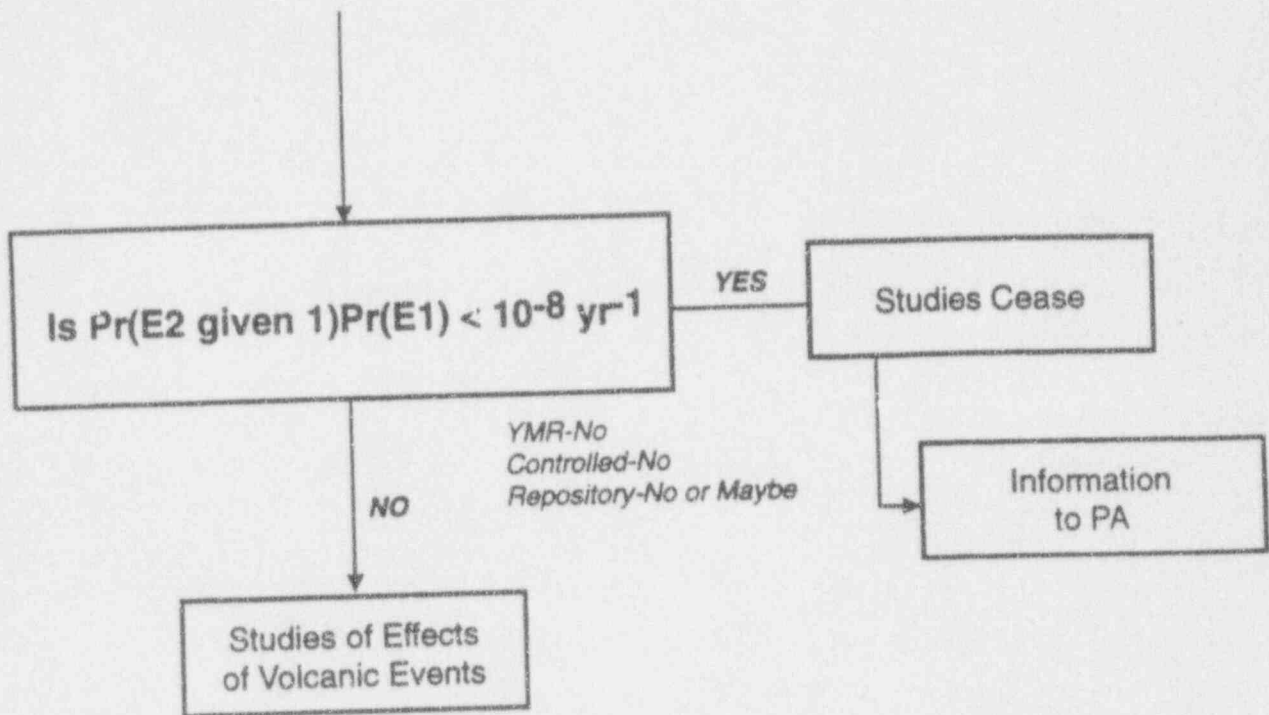 Is Pr(E2 given 1)Pr(E1) < 10-8 yr-1
YES
Studies Cease
YMR-No
Controlled-No
Repository-No or Maybe
NO
Information
to PA
Studies of Effects
of Volcanic Events